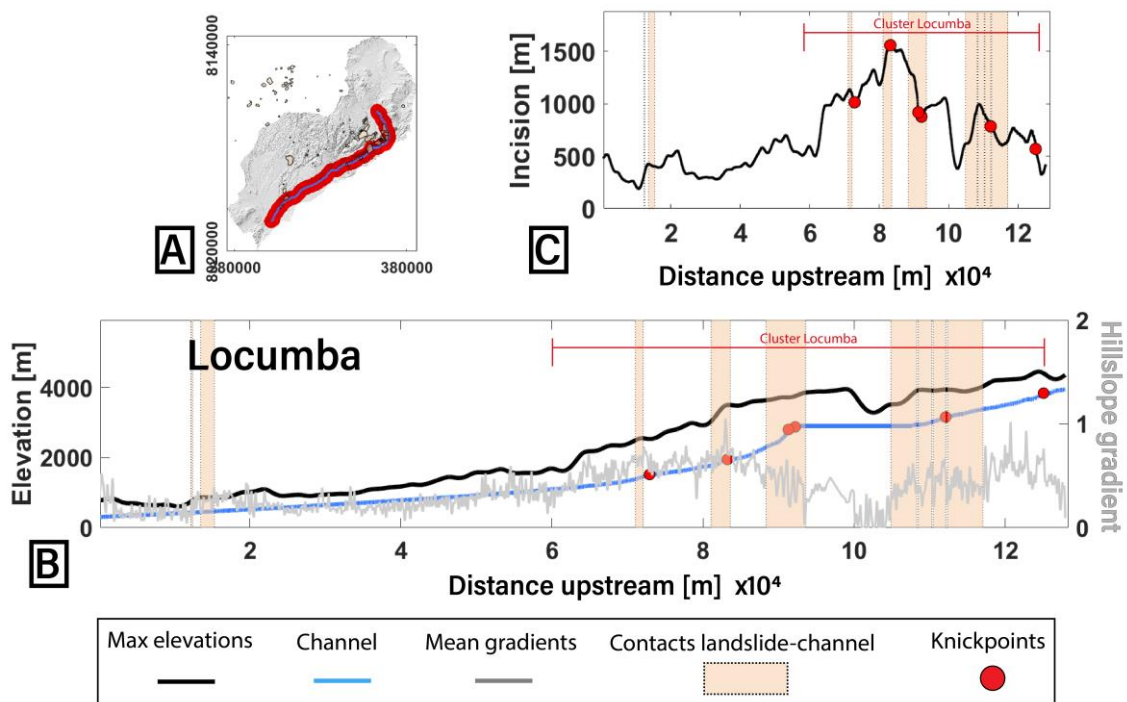 8140000
8020000
280000
380000
A
C
Incision [m]
1500
1000
500
0
Cluster Locumba
2 4 6 8 10 12
Distance upstream [m] x10⁴
Locumba
Cluster Locumba
Elevation [m]
4000
2000
0
2
1
0
Hillslope gradient
2 4 6 8 10 12
Distance upstream [m] x10⁴
B
Max elevations Channel Mean gradients Contacts landslide-channel Knickpoints